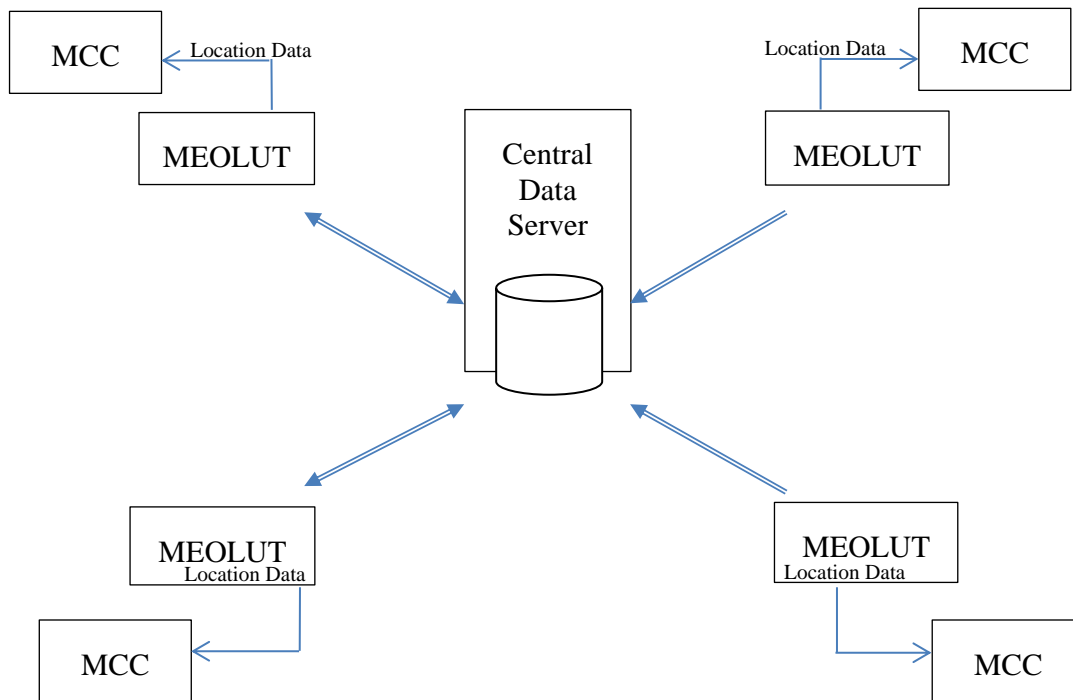 MCC
Location Data
MEOLUT
Central
Data
Server
Location Data
MCC
MEOLUT
MEOLUT
Location Data
MCC
MEOLUT
Location Data
MCC